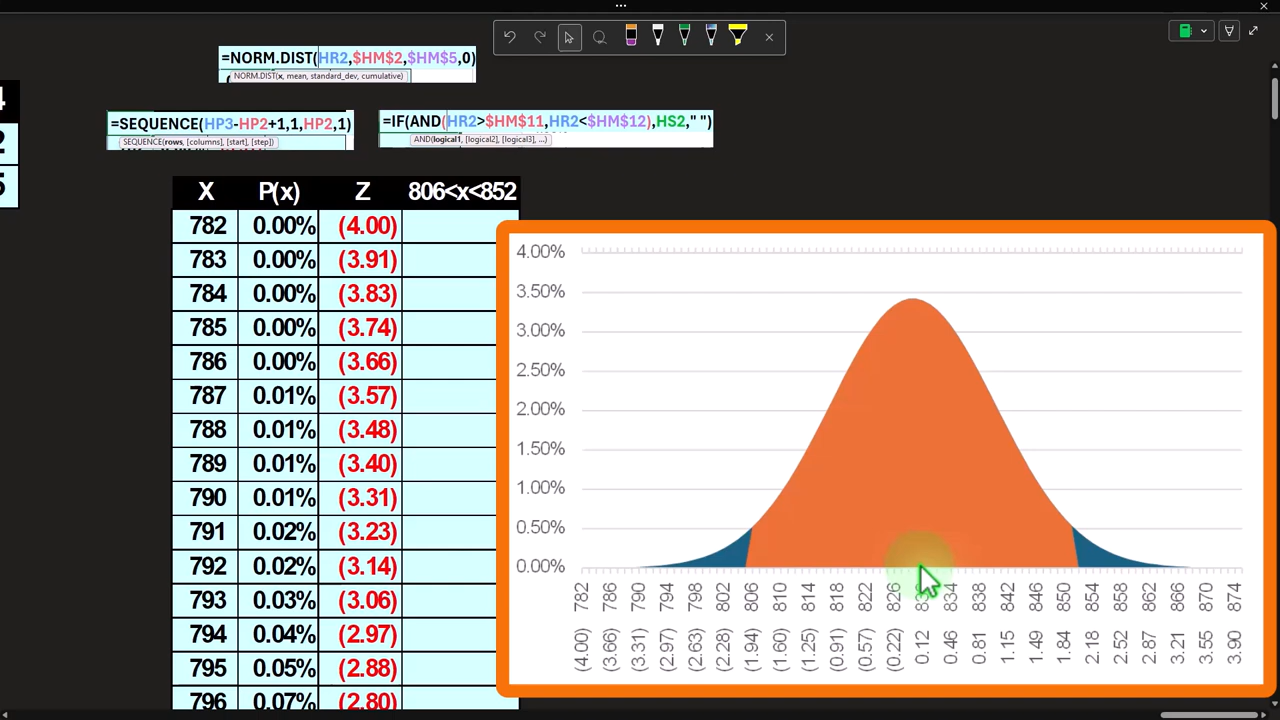 =NORM.DIST(HR2,$HM$2,$HM$5,0)
NORM.DIST(x, mean, standard_dev, cumulative)
=SEQUENCE(HP3-HP2+1,1,HP2,1)
SEQUENCE(rows, [columns], [start], [step])
=IF(AND(HR2>$HM$11,HR2<$HM$12),HS2," ")
AND(logical1, [logical2], [logical3], ...)
4
2
5
X P(x) Z 806<x<852
782 0.00% (4.00)
783 0.00% (3.91)
784 0.00% (3.83)
785 0.00% (3.74)
786 0.00% (3.66)
787 0.01% (3.57)
788 0.01% (3.48)
789 0.01% (3.40)
790 0.01% (3.31)
791 0.02% (3.23)
792 0.02% (3.14)
793 0.03% (3.06)
794 0.04% (2.97)
795 0.05% (2.88)
796 0.07% (2.80)
4.00%
3.50%
3.00%
2.50%
2.00%
1.50%
1.00%
0.50%
0.00%
782 786 790 794 798 802 806 810 814 818 822 826 834 838 842 846 850 854 858 862 866 870 874
(4.00) (3.66) (3.31) (2.97) (2.63) (2.28) (1.94) (1.60) (1.25) (0.91) (0.57) (0.22) 0.12 0.46 0.81 1.15 1.49 1.84 2.18 2.52 2.87 3.21 3.55 3.90